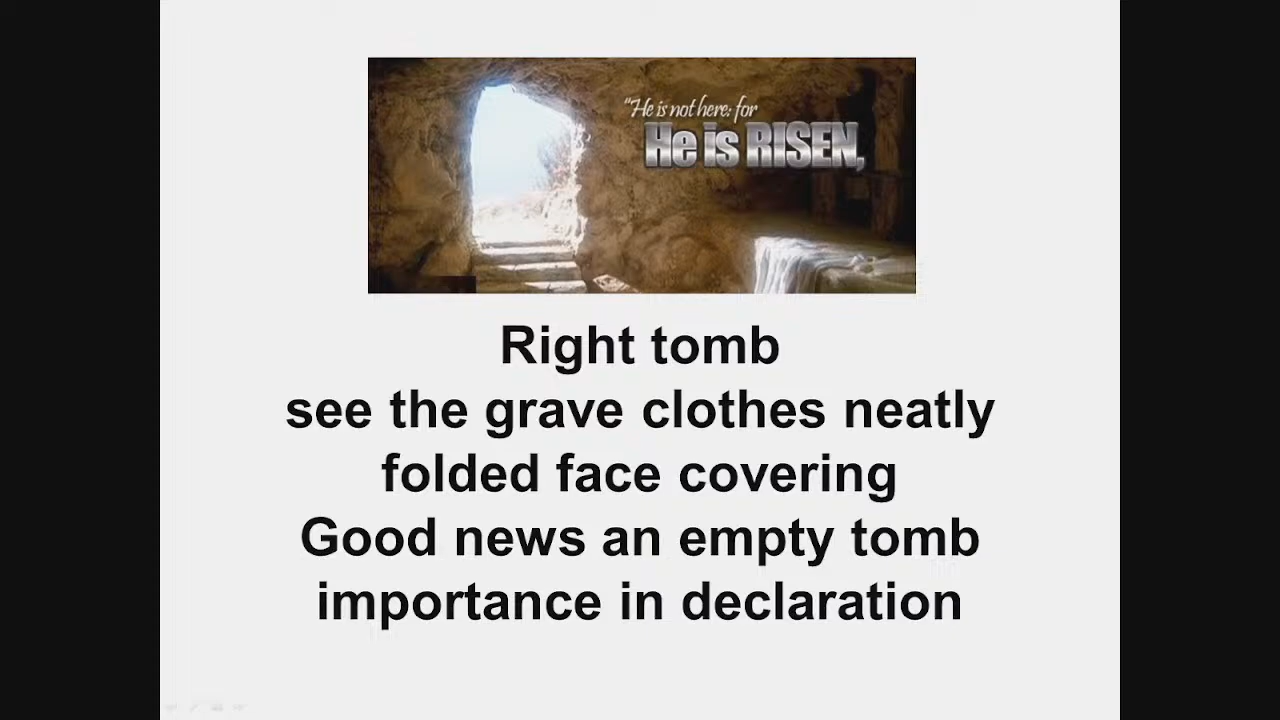 "He is not here: for
He is RISEN,
Right tomb
see the grave clothes neatly
folded face covering
Good news an empty tomb
importance in declaration